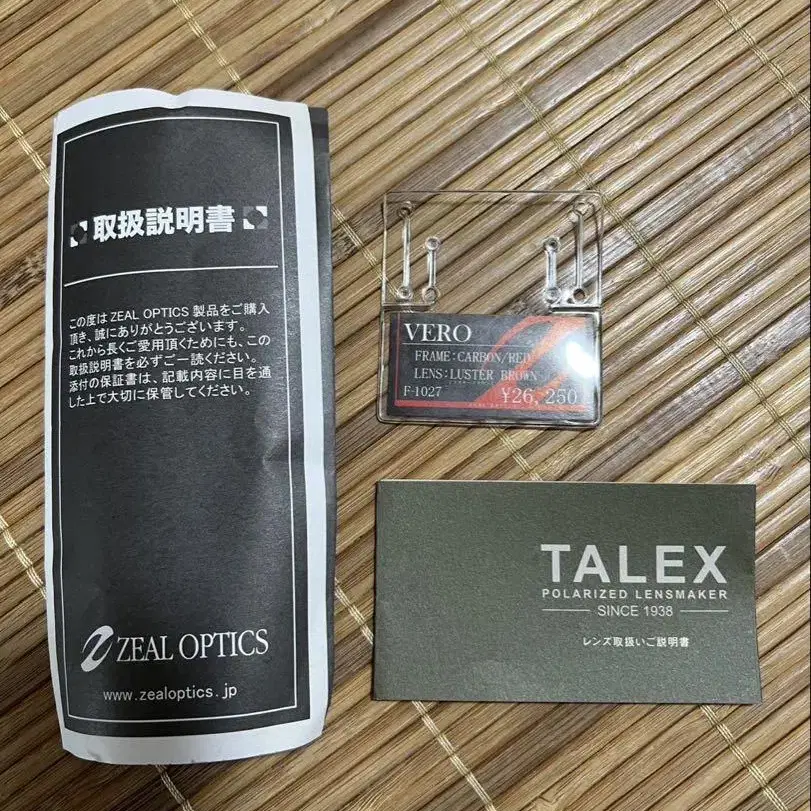 取扱説明書
この度は ZEAL OPTICS 製品をご購入
頂き、誠にありがとうございます。
これから長くご愛用頂くためにも、この
取扱説明書を必ずご一読ください。
添付の保証書は、記載内容に目を通
した上で大切に保管してください。
ZEAL OPTICS
www.zealoptics.jp
VERO
FRAME:CARBON/RED
LENS:LUSTER BROWN
F-1027
¥26,250
TALEX
POLARIZED LENSMAKER
SINCE 1938
レンズ取扱いご説明書